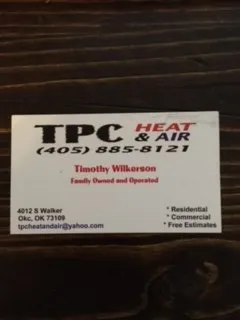 TPC HEAT & AIR
(405) 885-8121
Timothy Wilkerson
Family Owned and Operated
4012 S Walker
Okc, OK 73109
tpcheatandair@yahoo.com
* Residential
* Commercial
* Free Estimates